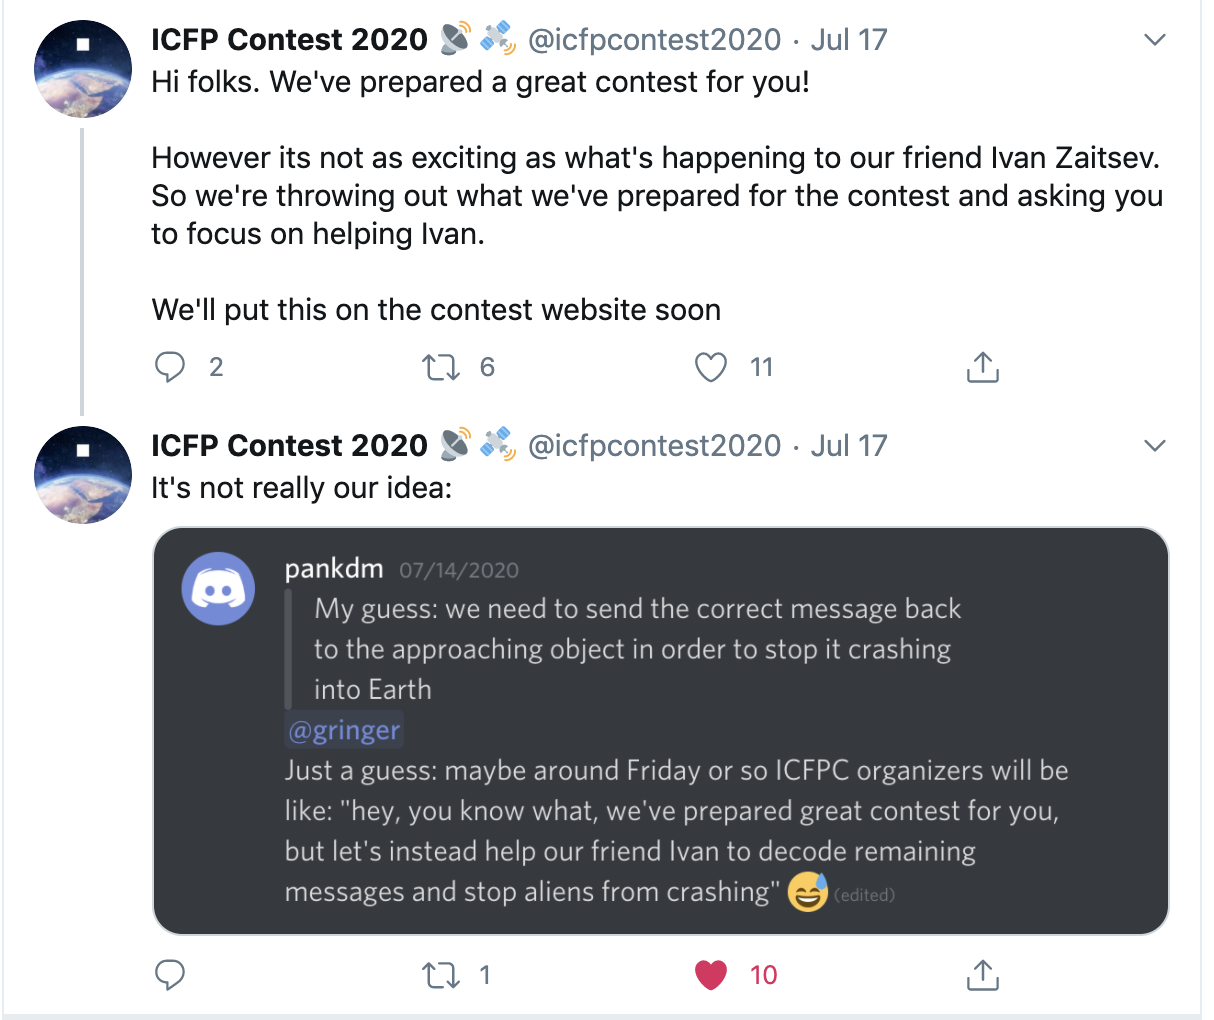 ICFP Contest 2020 📡 🛰 @icfpcontest2020 · Jul 17
Hi folks. We've prepared a great contest for you!
However its not as exciting as what's happening to our friend Ivan Zaitsev.
So we're throwing out what we've prepared for the contest and asking you
to focus on helping Ivan.
We'll put this on the contest website soon
2 6 11
ICFP Contest 2020 📡 🛰 @icfpcontest2020 · Jul 17
It's not really our idea:
pankdm 07/14/2020
My guess: we need to send the correct message back
to the approaching object in order to stop it crashing
into Earth
@gringer
Just a guess: maybe around Friday or so ICFPC organizers will be
like: "hey, you know what, we've prepared great contest for you,
but let's instead help our friend Ivan to decode remaining
messages and stop aliens from crashing" 😅 (edited)
1 10